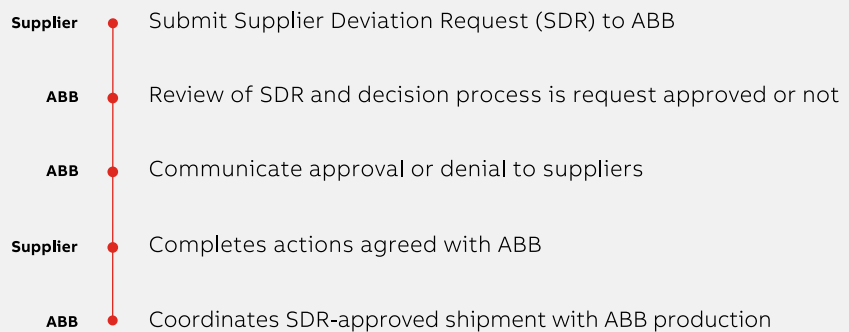 Supplier Submit Supplier Deviation Request (SDR) to ABB
ABB Review of SDR and decision process is request approved or not
ABB Communicate approval or denial to suppliers
Supplier Completes actions agreed with ABB
ABB Coordinates SDR-approved shipment with ABB production